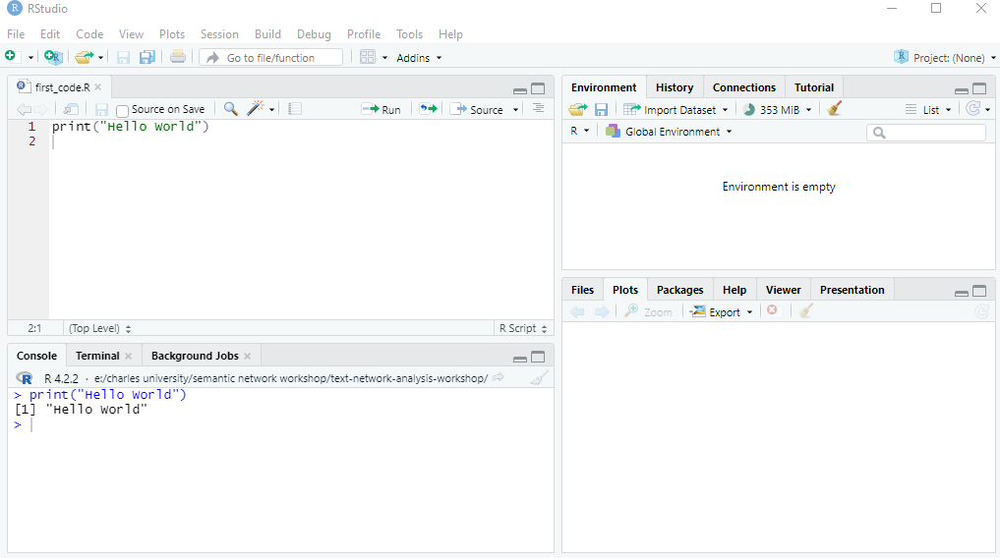 RStudio
File Edit Code View Plots Session Build Debug Profile Tools Help
Go to file/function Addins Project: (None)
first_code.R
Source on Save Run Source
1 print("Hello World")
2
2:1 (Top Level) R Script
Console Terminal Background Jobs
R 4.2.2 · e:/charles university/semantic network workshop/text-network-analysis-workshop/
> print("Hello World")
[1] "Hello World"
>
Environment History Connections Tutorial
Import Dataset 353 MiB List
R Global Environment
Environment is empty
Files Plots Packages Help Viewer Presentation
Zoom Export